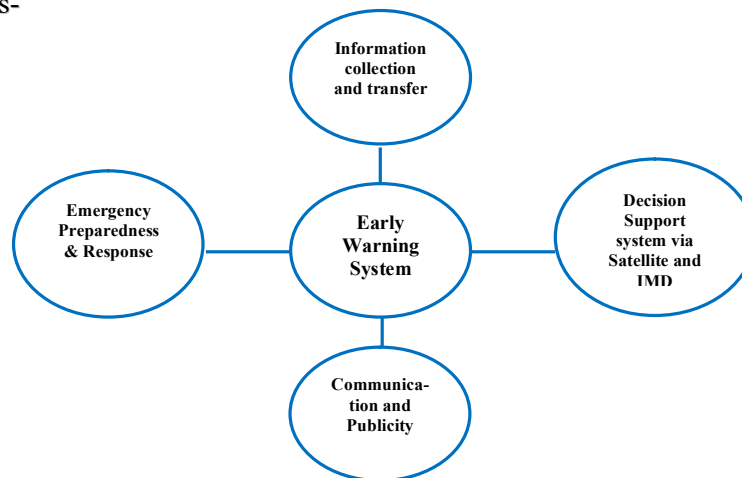 s-
Information
collection
and transfer
Emergency
Preparedness
& Response
Early
Warning
System
Decision
Support
system via
Satellite and
IMD
Communica-
tion and
Publicity